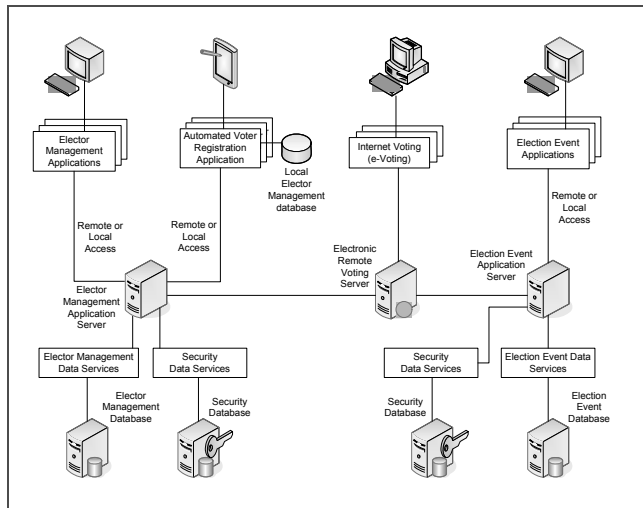 Elector
Management
Applications
Automated Voter
Registration
Application
Local
Elector
Management
database
Internet Voting
(e-Voting)
Election Event
Applications
Remote or
Local
Access
Remote or
Local
Access
Remote or
Local
Access
Elector
Management
Application
Server
Electronic
Remote
Voting
Server
Election Event
Application
Server
Elector Management
Data Services
Security
Data Services
Security
Data Services
Election Event Data
Services
Elector
Management
Database
Security
Database
Security
Database
Election
Event
Database